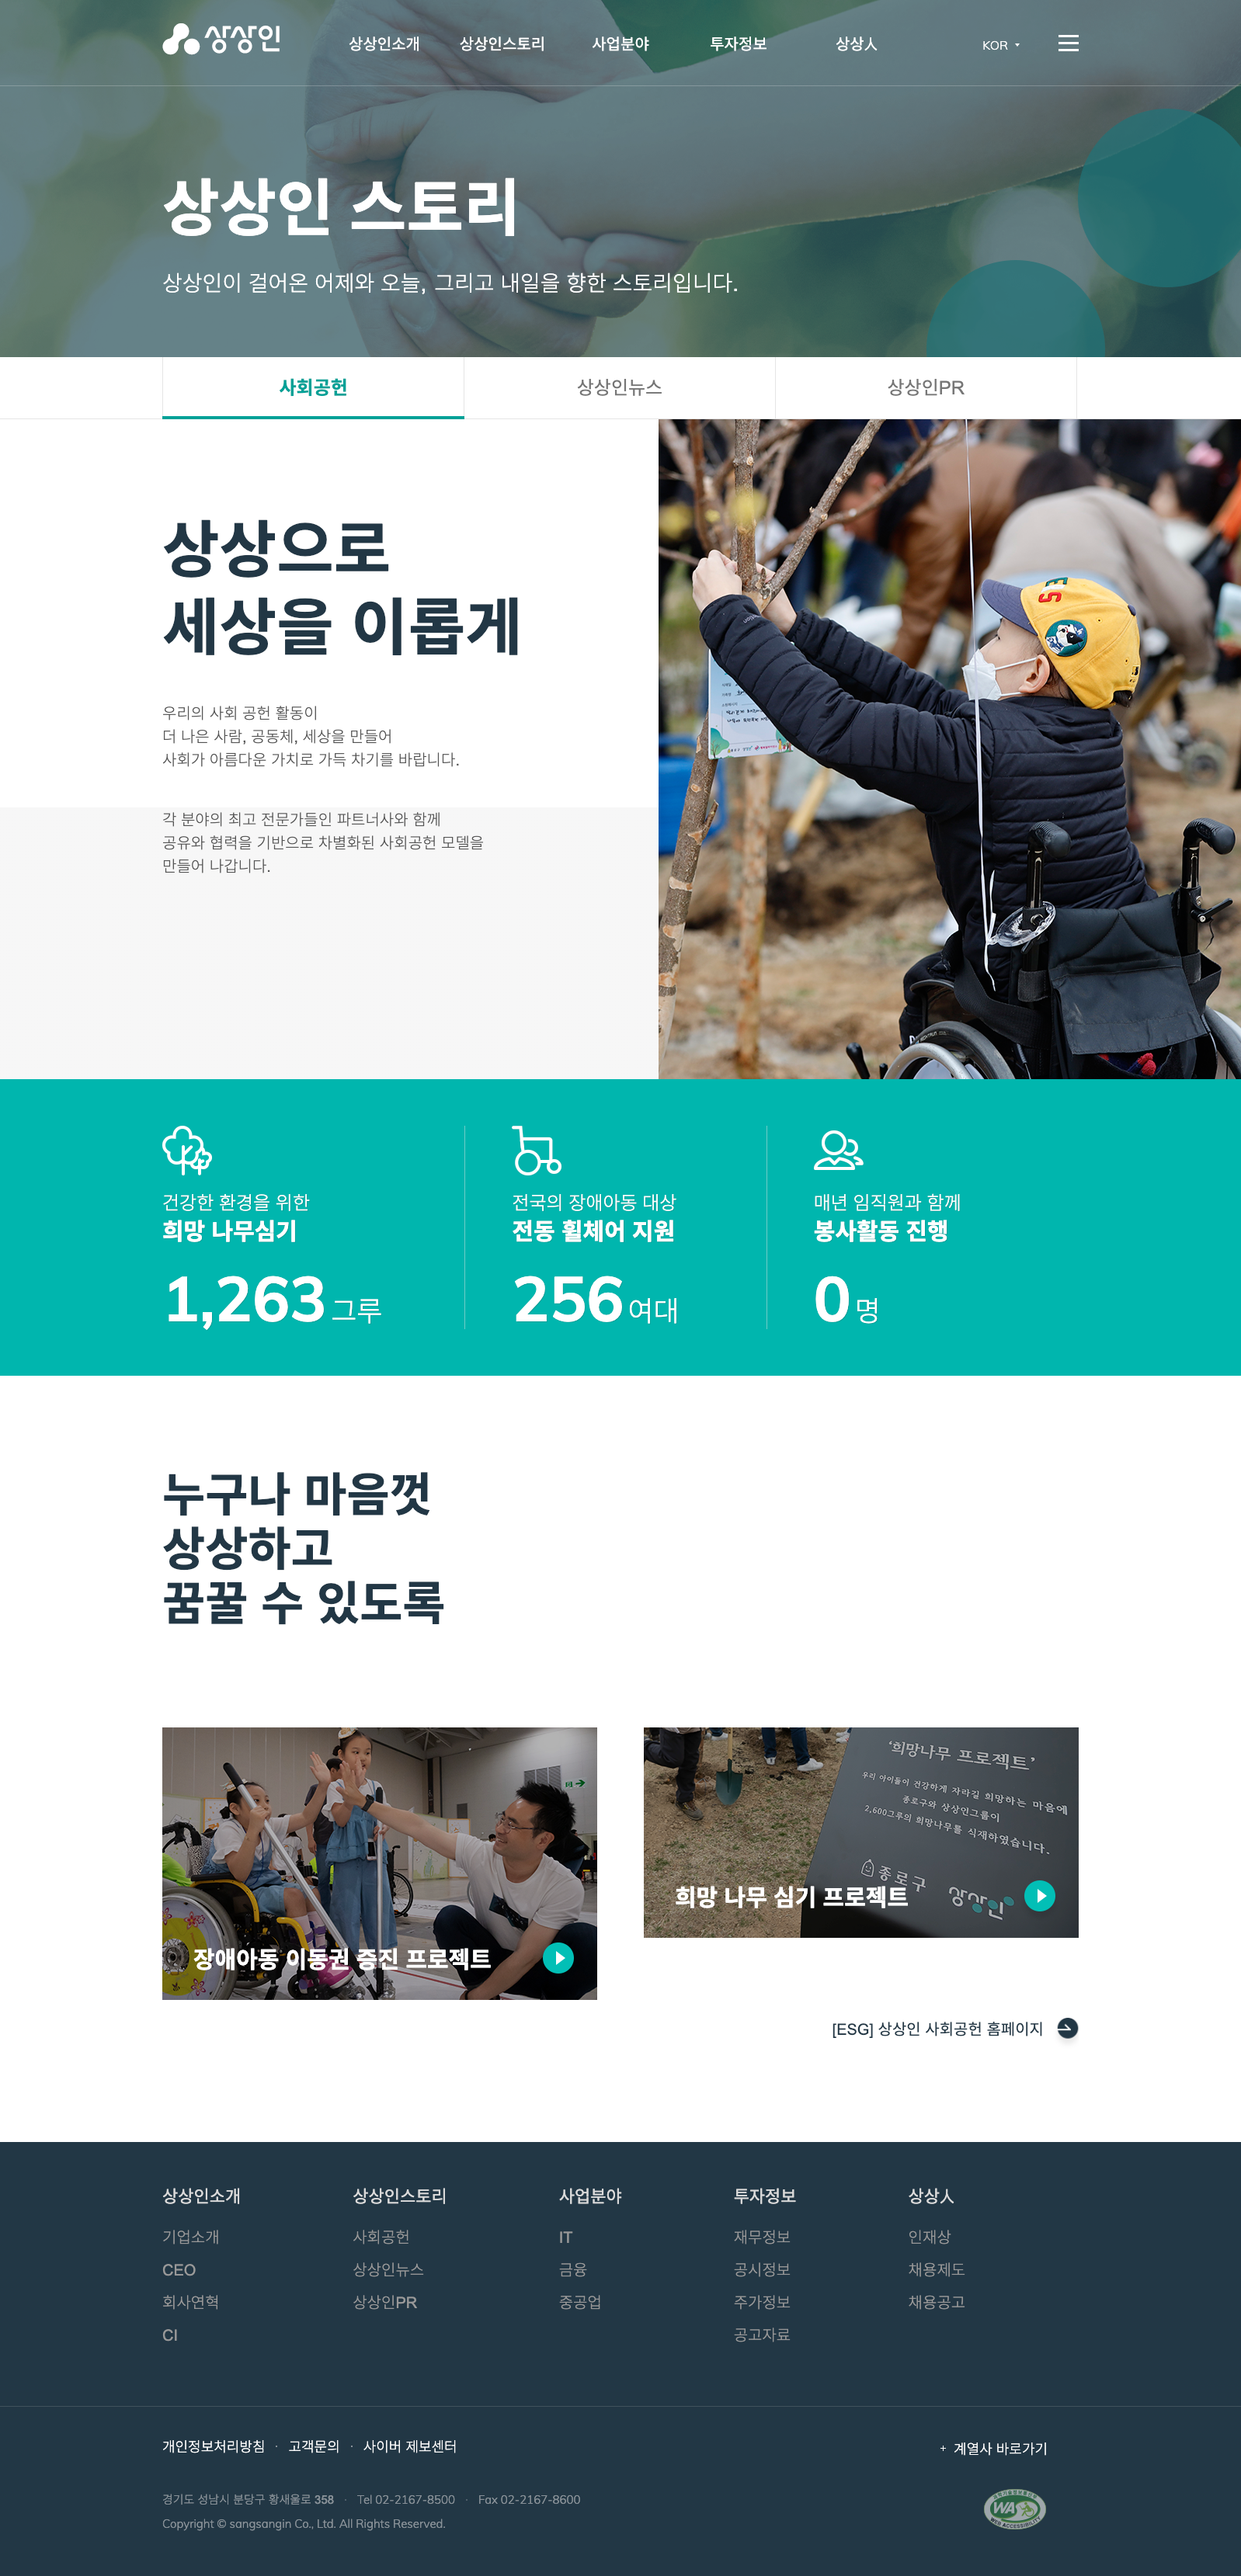 상상인
상상인소개 상상인스토리 사업분야 투자정보 상상人 KOR
상상인 스토리
상상인이 걸어온 어제와 오늘, 그리고 내일을 향한 스토리입니다.
사회공헌 상상인뉴스 상상인PR
상상으로
세상을 이롭게
우리의 사회 공헌 활동이
더 나은 사람, 공동체, 세상을 만들어
사회가 아름다운 가치로 가득 차기를 바랍니다.
각 분야의 최고 전문가들인 파트너사와 함께
공유와 협력을 기반으로 차별화된 사회공헌 모델을
만들어 나갑니다.
건강한 환경을 위한
희망 나무심기
1,263 그루
전국의 장애아동 대상
전동 휠체어 지원
256 여대
매년 임직원과 함께
봉사활동 진행
0 명
누구나 마음껏
상상하고
꿈꿀 수 있도록
장애아동 이동권 증진 프로젝트
'희망나무 프로젝트'
우리 아이들이 건강하게 자라길 희망하는 마음에
종로구와 상상인그룹이
2,600그루의 희망나무를 식재하였습니다.
종로구 상상인
희망 나무 심기 프로젝트
[ESG] 상상인 사회공헌 홈페이지
상상인소개
기업소개
CEO
회사연혁
CI
상상인스토리
사회공헌
상상인뉴스
상상인PR
사업분야
IT
금융
중공업
투자정보
재무정보
공시정보
주가정보
공고자료
상상人
인재상
채용제도
채용공고
개인정보처리방침 · 고객문의 · 사이버 제보센터
+ 계열사 바로가기
경기도 성남시 분당구 황새울로 358 · Tel 02-2167-8500 · Fax 02-2167-8600
Copyright © sangsangin Co., Ltd. All Rights Reserved.
WA
WEB ACCESSIBILITY